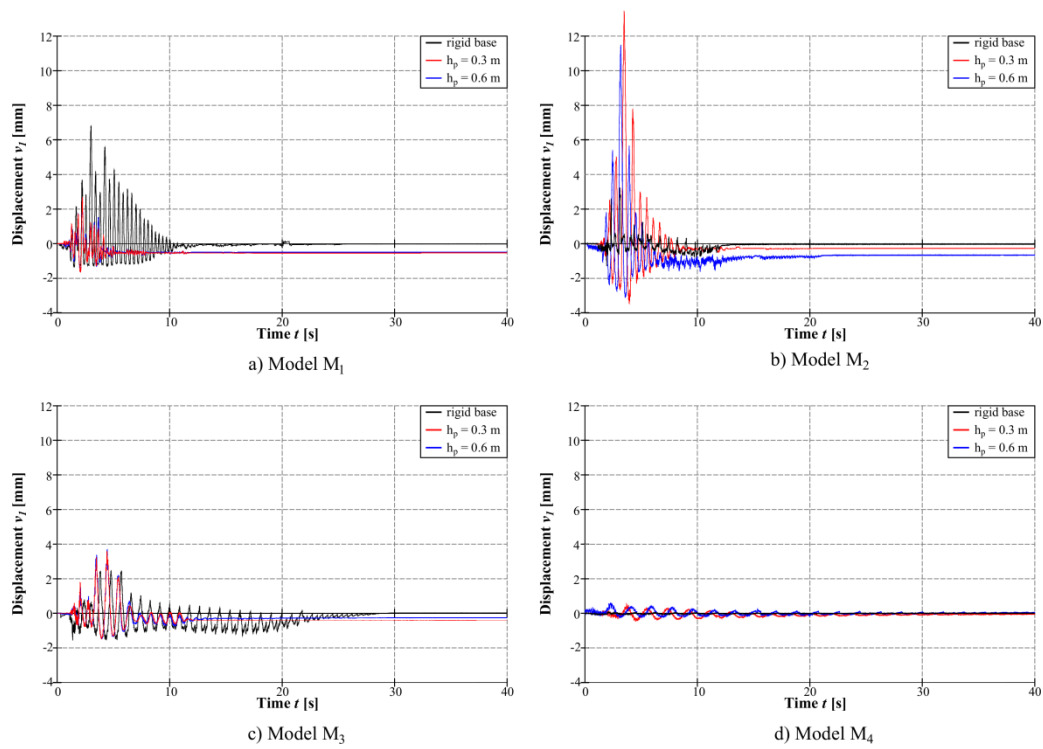 12
10
8
6
4
2
0
-2
-4
Displacement v1 [mm]
rigid base
hp = 0.3 m
hp = 0.6 m
0 10 20 30 40
Time t [s]
a) Model M1
12
10
8
6
4
2
0
-2
-4
Displacement v1 [mm]
rigid base
hp = 0.3 m
hp = 0.6 m
0 10 20 30 40
Time t [s]
b) Model M2
12
10
8
6
4
2
0
-2
-4
Displacement v1 [mm]
rigid base
hp = 0.3 m
hp = 0.6 m
0 10 20 30 40
Time t [s]
c) Model M3
12
10
8
6
4
2
0
-2
-4
Displacement v1 [mm]
rigid base
hp = 0.3 m
hp = 0.6 m
0 10 20 30 40
Time t [s]
d) Model M4